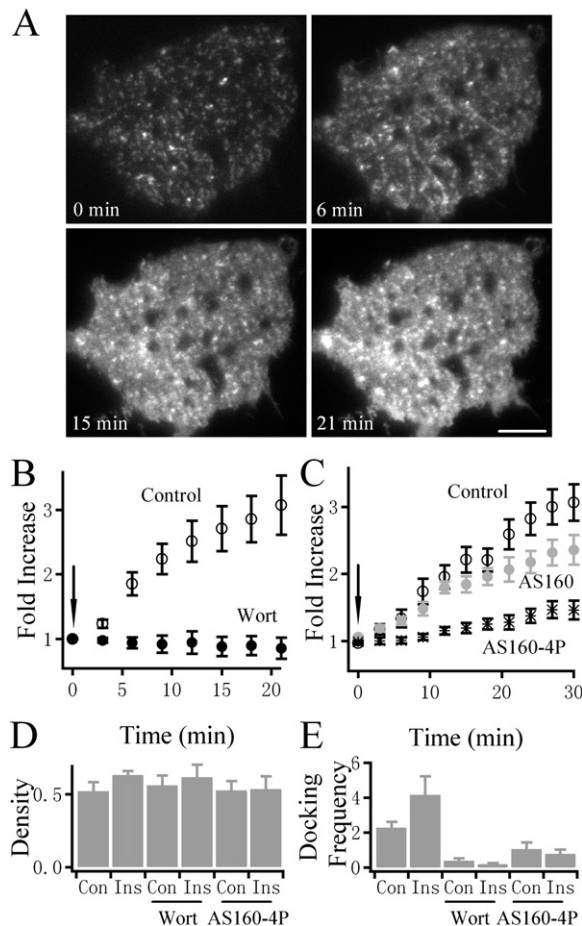 A
0 min
6 min
15 min
21 min
B
Fold Increase
3
2
1
Control
Wort
0 5 10 15 20
Time (min)
C
Fold Increase
3
2
1
Control
AS160
AS160-4P
0 10 20 30
Time (min)
D
Density
0.5
0.0
Con Ins Con Ins Con Ins
Wort AS160-4P
E
Docking
Frequency
6
4
2
0
Con Ins Con Ins Con Ins
Wort AS160-4P